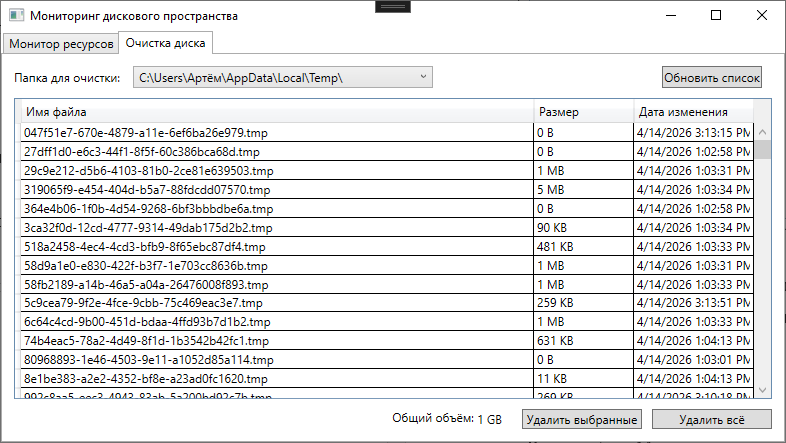 Мониторинг дискового пространства
Монитор ресурсов Очистка диска
Папка для очистки: C:\Users\Артём\AppData\Local\Temp\ Обновить список
Имя файла Размер Дата изменения
047f51e7-670e-4879-a11e-6ef6ba26e979.tmp 0 B 4/14/2026 3:13:15 PM
27dff1d0-e6c3-44f1-8f5f-60c386bca68d.tmp 0 B 4/14/2026 1:02:58 PM
29c9e212-d5b6-4103-81b0-2ce81e639503.tmp 1 MB 4/14/2026 1:03:31 PM
319065f9-e454-404d-b5a7-88fdcdd07570.tmp 5 MB 4/14/2026 1:03:34 PM
364e4b06-1f0b-4d54-9268-6bf3bbbdbe6a.tmp 0 B 4/14/2026 1:02:58 PM
3ca32f0d-12cd-4777-9314-49dab175d2b2.tmp 90 KB 4/14/2026 1:03:34 PM
518a2458-4ec4-4cd3-bfb9-8f65ebc87df4.tmp 481 KB 4/14/2026 1:03:33 PM
58d9a1e0-e830-422f-b3f7-1e703cc8636b.tmp 1 MB 4/14/2026 1:03:31 PM
58fb2189-a14b-46a5-a04a-26476008f893.tmp 1 MB 4/14/2026 1:03:33 PM
5c9cea79-9f2e-4fce-9cbb-75c469eac3e7.tmp 259 KB 4/14/2026 3:13:51 PM
6c64c4cd-9b00-451d-bdaa-4ffd93b7d1b2.tmp 1 MB 4/14/2026 1:03:33 PM
74b4eac5-78a2-4d49-8f1d-1b3542b42fc1.tmp 631 KB 4/14/2026 1:04:13 PM
80968893-1e46-4503-9e11-a1052d85a114.tmp 0 B 4/14/2026 1:03:01 PM
8e1be383-a2e2-4352-bf8e-a23ad0fc1620.tmp 11 KB 4/14/2026 1:04:13 PM
Общий объём: 1 GB Удалить выбранные Удалить всё